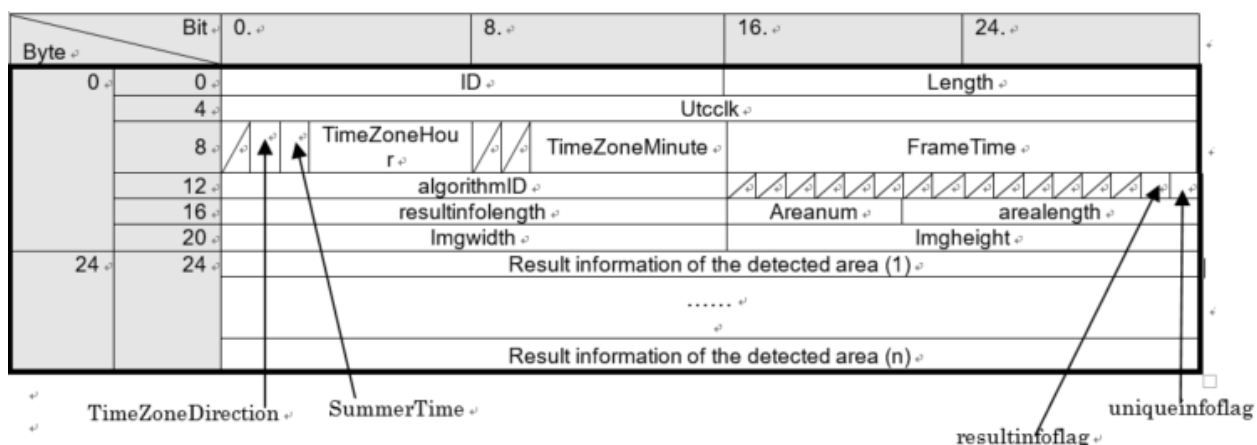 Bit 0. 8. 16. 24.
Byte
0 0 ID Length
4 Utcclk
8 TimeZoneHou
r TimeZoneMinute FrameTime
12 algorithmID
16 resultinfolength Areanum arealength
20 Imgwidth Imgheight
24 24 Result information of the detected area (1)
......
Result information of the detected area (n)
TimeZoneDirection SummerTime uniqueinfoflag
resultinfoflag